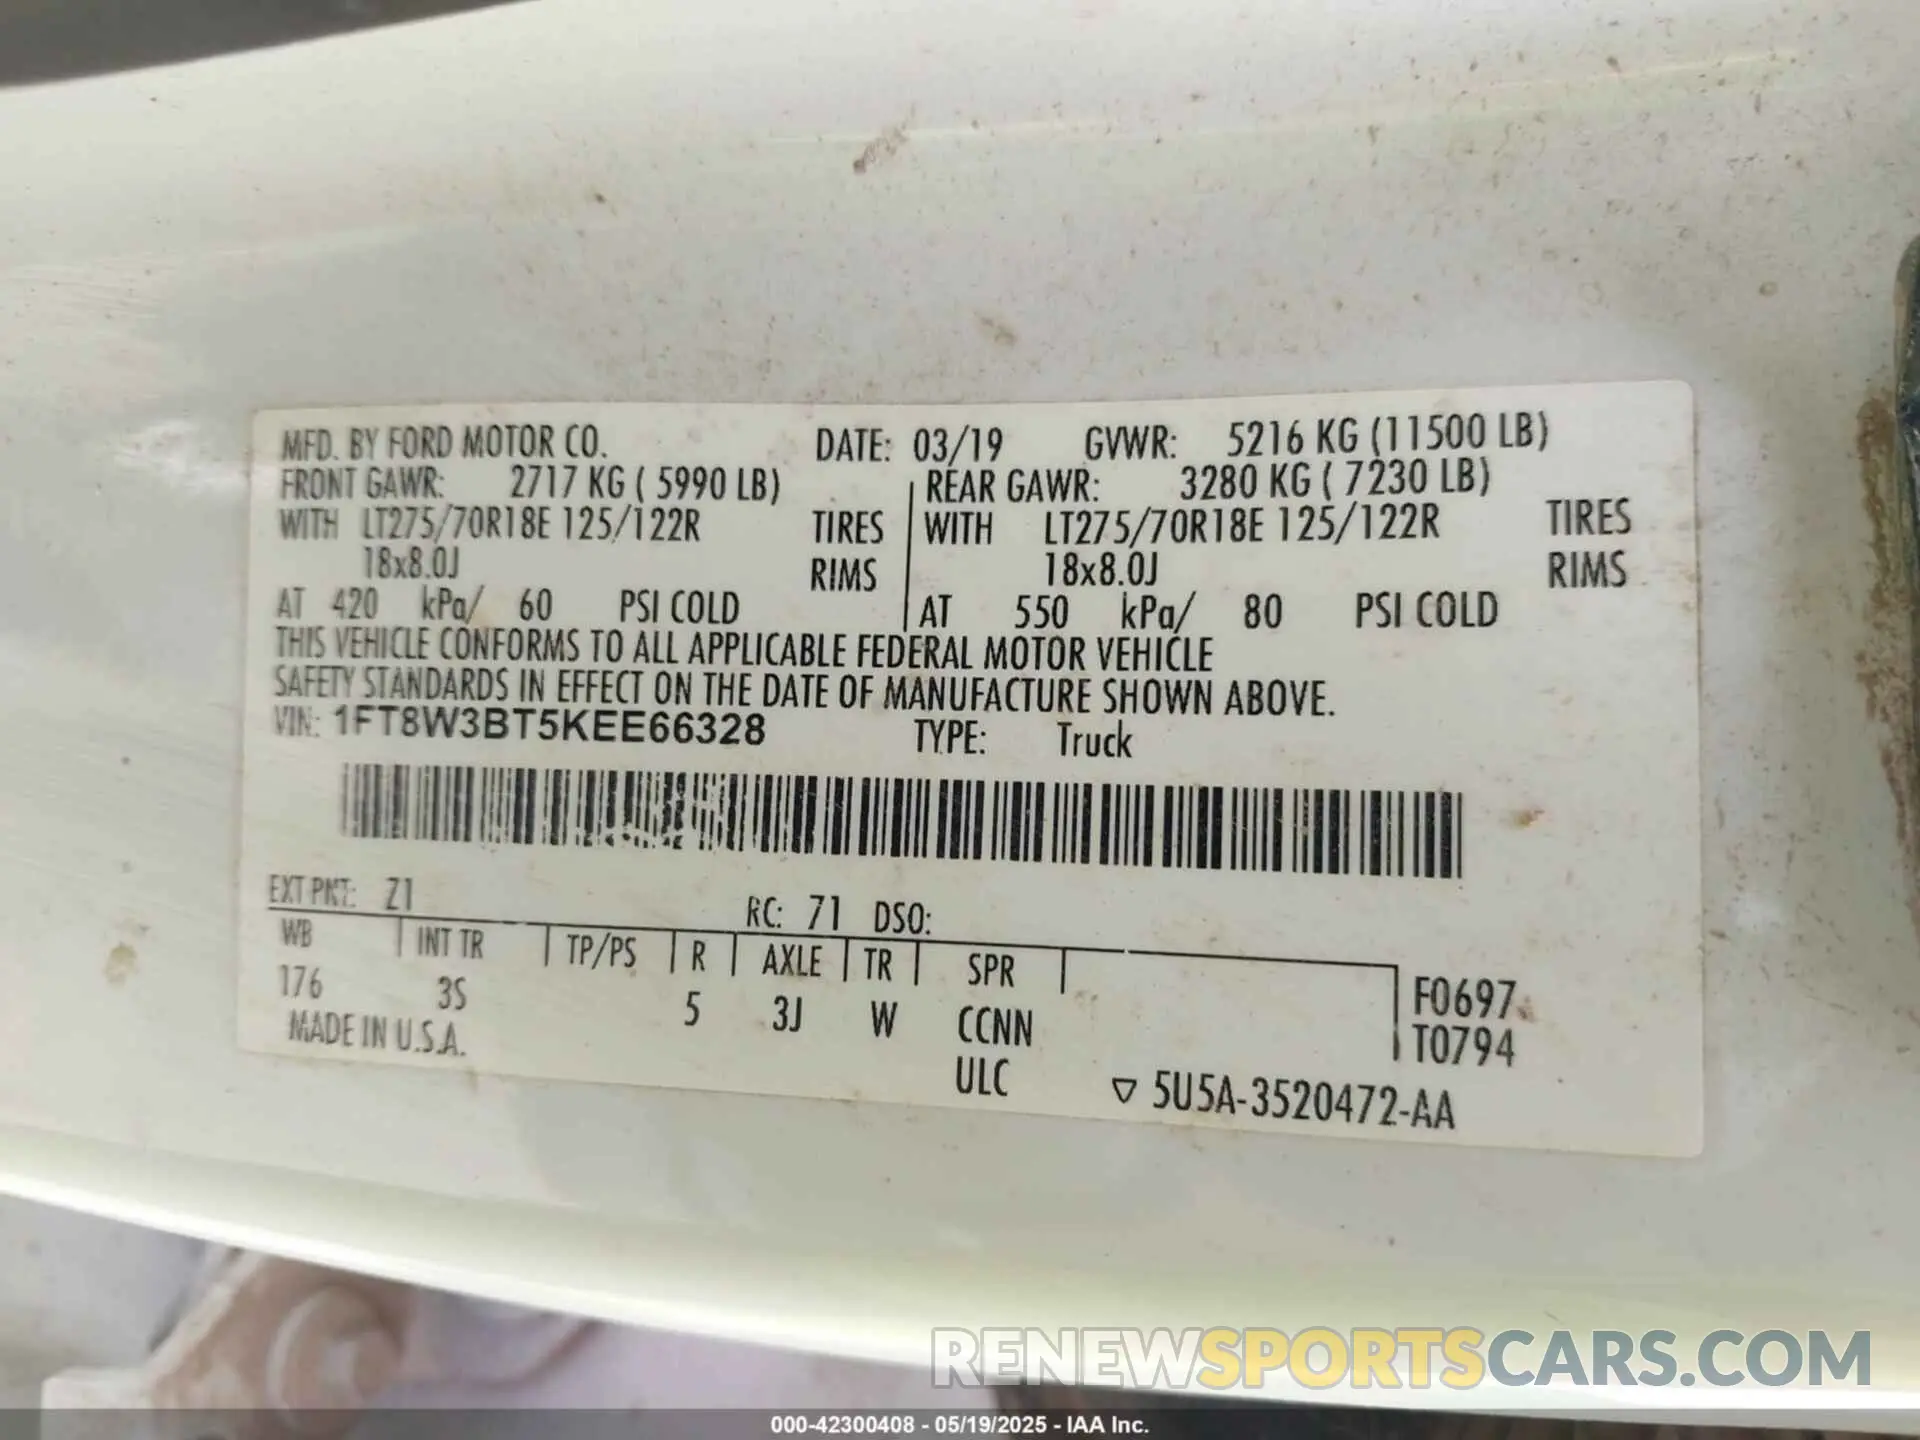 MFD. BY FORD MOTOR CO. DATE: 03/19 GVWR: 5216 KG (11500 LB)
FRONT GAWR: 2717 KG ( 5990 LB) REAR GAWR: 3280 KG ( 7230 LB)
WITH LT275/70R18E 125/122R TIRES WITH LT275/70R18E 125/122R TIRES
18x8.0J RIMS 18x8.0J RIMS
AT 420 kPa/ 60 PSI COLD AT 550 kPa/ 80 PSI COLD
THIS VEHICLE CONFORMS TO ALL APPLICABLE FEDERAL MOTOR VEHICLE
SAFETY STANDARDS IN EFFECT ON THE DATE OF MANUFACTURE SHOWN ABOVE.
VIN: 1FT8W3BT5KEE66328 TYPE: Truck
EXT PNT: Z1 RC: 71 DSO:
WB INT TR TP/PS R AXLE TR SPR
176 3S 5 3J W CCNN F0697
MADE IN U.S.A. ULC T0794
▽ 5U5A-3520472-AA
RENEWSPORTSCARS.COM
000-42300408 - 05/19/2025 - IAA Inc.